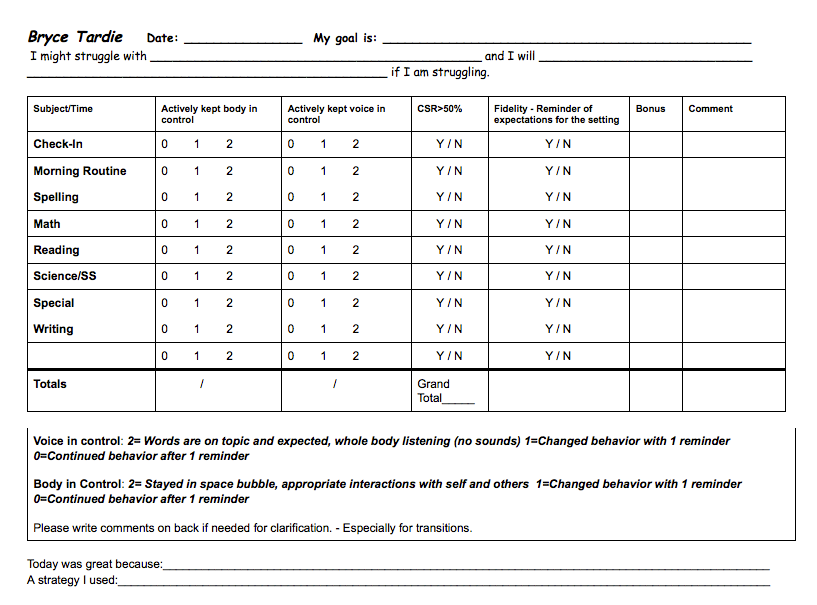 Bryce Tardie Date: _________________ My goal is: _____________________________________________________
I might struggle with ________________________________________________ and I will _______________________________
____________________________________________________ if I am struggling.
Subject/Time Actively kept body in control Actively kept voice in control CSR>50% Fidelity - Reminder of expectations for the setting Bonus Comment
Check-In 0 1 2 0 1 2 Y / N Y / N
Morning Routine 0 1 2 0 1 2 Y / N Y / N
Spelling 0 1 2 0 1 2 Y / N Y / N
Math 0 1 2 0 1 2 Y / N Y / N
Reading 0 1 2 0 1 2 Y / N Y / N
Science/SS 0 1 2 0 1 2 Y / N Y / N
Special 0 1 2 0 1 2 Y / N Y / N
Writing 0 1 2 0 1 2 Y / N Y / N
0 1 2 0 1 2 Y / N Y / N
Totals / / Grand Total_____
Voice in control: 2= Words are on topic and expected, whole body listening (no sounds) 1=Changed behavior with 1 reminder
0=Continued behavior after 1 reminder
Body in Control: 2= Stayed in space bubble, appropriate interactions with self and others 1=Changed behavior with 1 reminder
0=Continued behavior after 1 reminder
Please write comments on back if needed for clarification. - Especially for transitions.
Today was great because:______________________________________________________________________________
A strategy I used:______________________________________________________________________________________